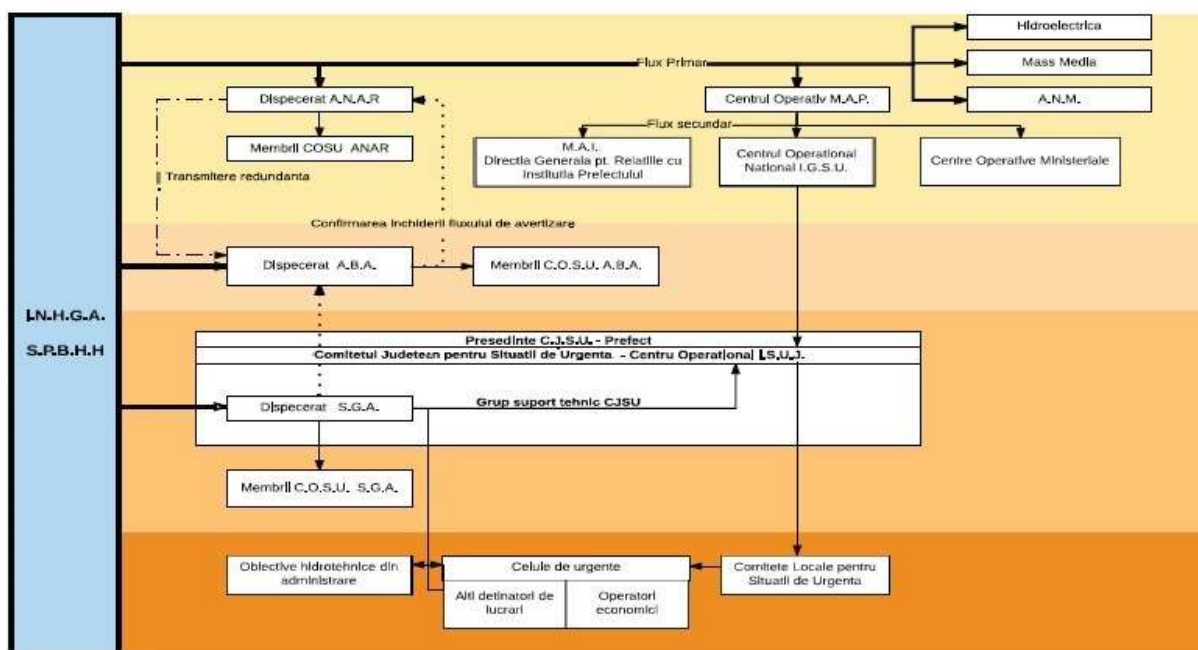 Hidroelectrica
Flux Primar
Mass Media
Dispecerat A.N.A.R
Centrul Operativ M.A.P.
A.N.M.
Flux secundar
Membrii COSU ANAR
M.A.I.
Directia Generala pt. Relatiile cu
Institutia Prefectului
Centrul Operational
National I.G.S.U.
Centre Operative Ministeriale
Transmitere redundanta
Confirmarea inchiderii fluxului de avertizare
Dispecerat A.B.A.
Membrii C.O.S.U. A.B.A.
I.N.H.G.A.
S.P.B.H.H
Presedinte C.J.S.U. - Prefect
Comitetul Judetean pentru Situatii de Urgenta - Centru Operational I.S.U.J.
Dispecerat S.G.A.
Grup suport tehnic CJSU
Membrii C.O.S.U. S.G.A.
Obiective hidrotehnice din
administrare
Celule de urgente
Alti detinatori de
lucrari
Operatori
economici
Comitete Locale pentru
Situatii de Urgenta